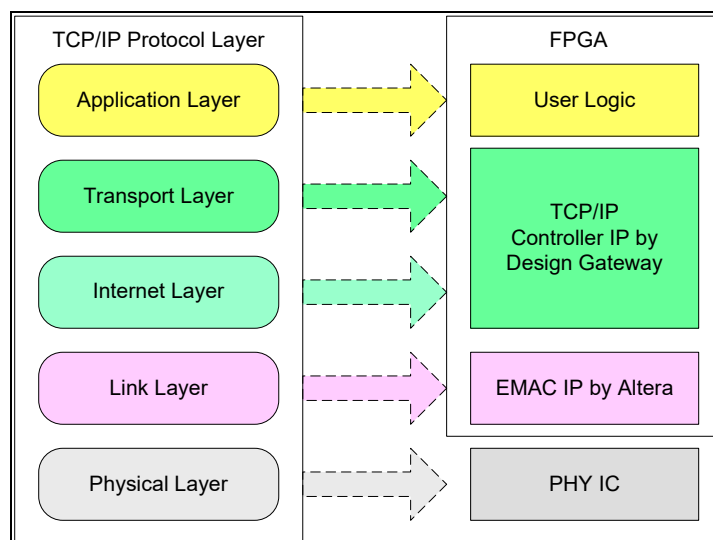 TCP/IP Protocol Layer
FPGA
Application Layer
User Logic
Transport Layer
TCP/IP
Controller IP by
Design Gateway
Internet Layer
Link Layer
EMAC IP by Altera
Physical Layer
PHY IC